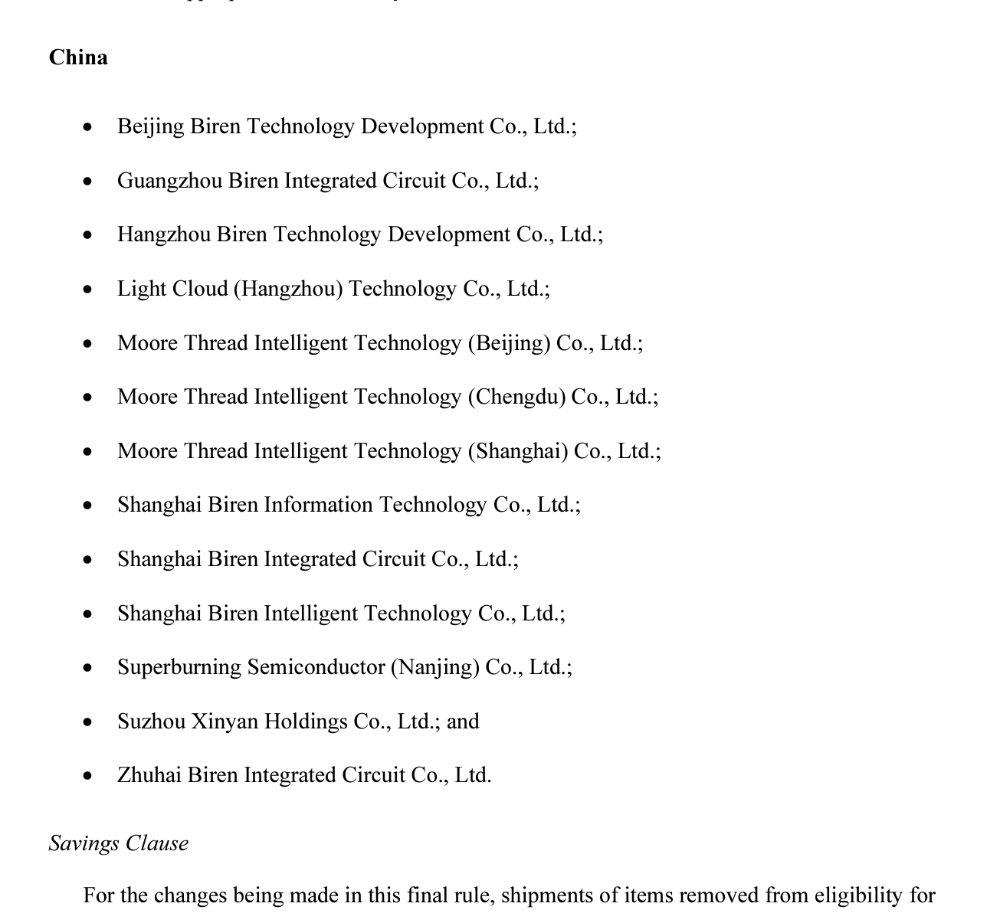 China
• Beijing Biren Technology Development Co., Ltd.;
• Guangzhou Biren Integrated Circuit Co., Ltd.;
• Hangzhou Biren Technology Development Co., Ltd.;
• Light Cloud (Hangzhou) Technology Co., Ltd.;
• Moore Thread Intelligent Technology (Beijing) Co., Ltd.;
• Moore Thread Intelligent Technology (Chengdu) Co., Ltd.;
• Moore Thread Intelligent Technology (Shanghai) Co., Ltd.;
• Shanghai Biren Information Technology Co., Ltd.;
• Shanghai Biren Integrated Circuit Co., Ltd.;
• Shanghai Biren Intelligent Technology Co., Ltd.;
• Superburning Semiconductor (Nanjing) Co., Ltd.;
• Suzhou Xinyan Holdings Co., Ltd.; and
• Zhuhai Biren Integrated Circuit Co., Ltd.
Savings Clause
For the changes being made in this final rule, shipments of items removed from eligibility for